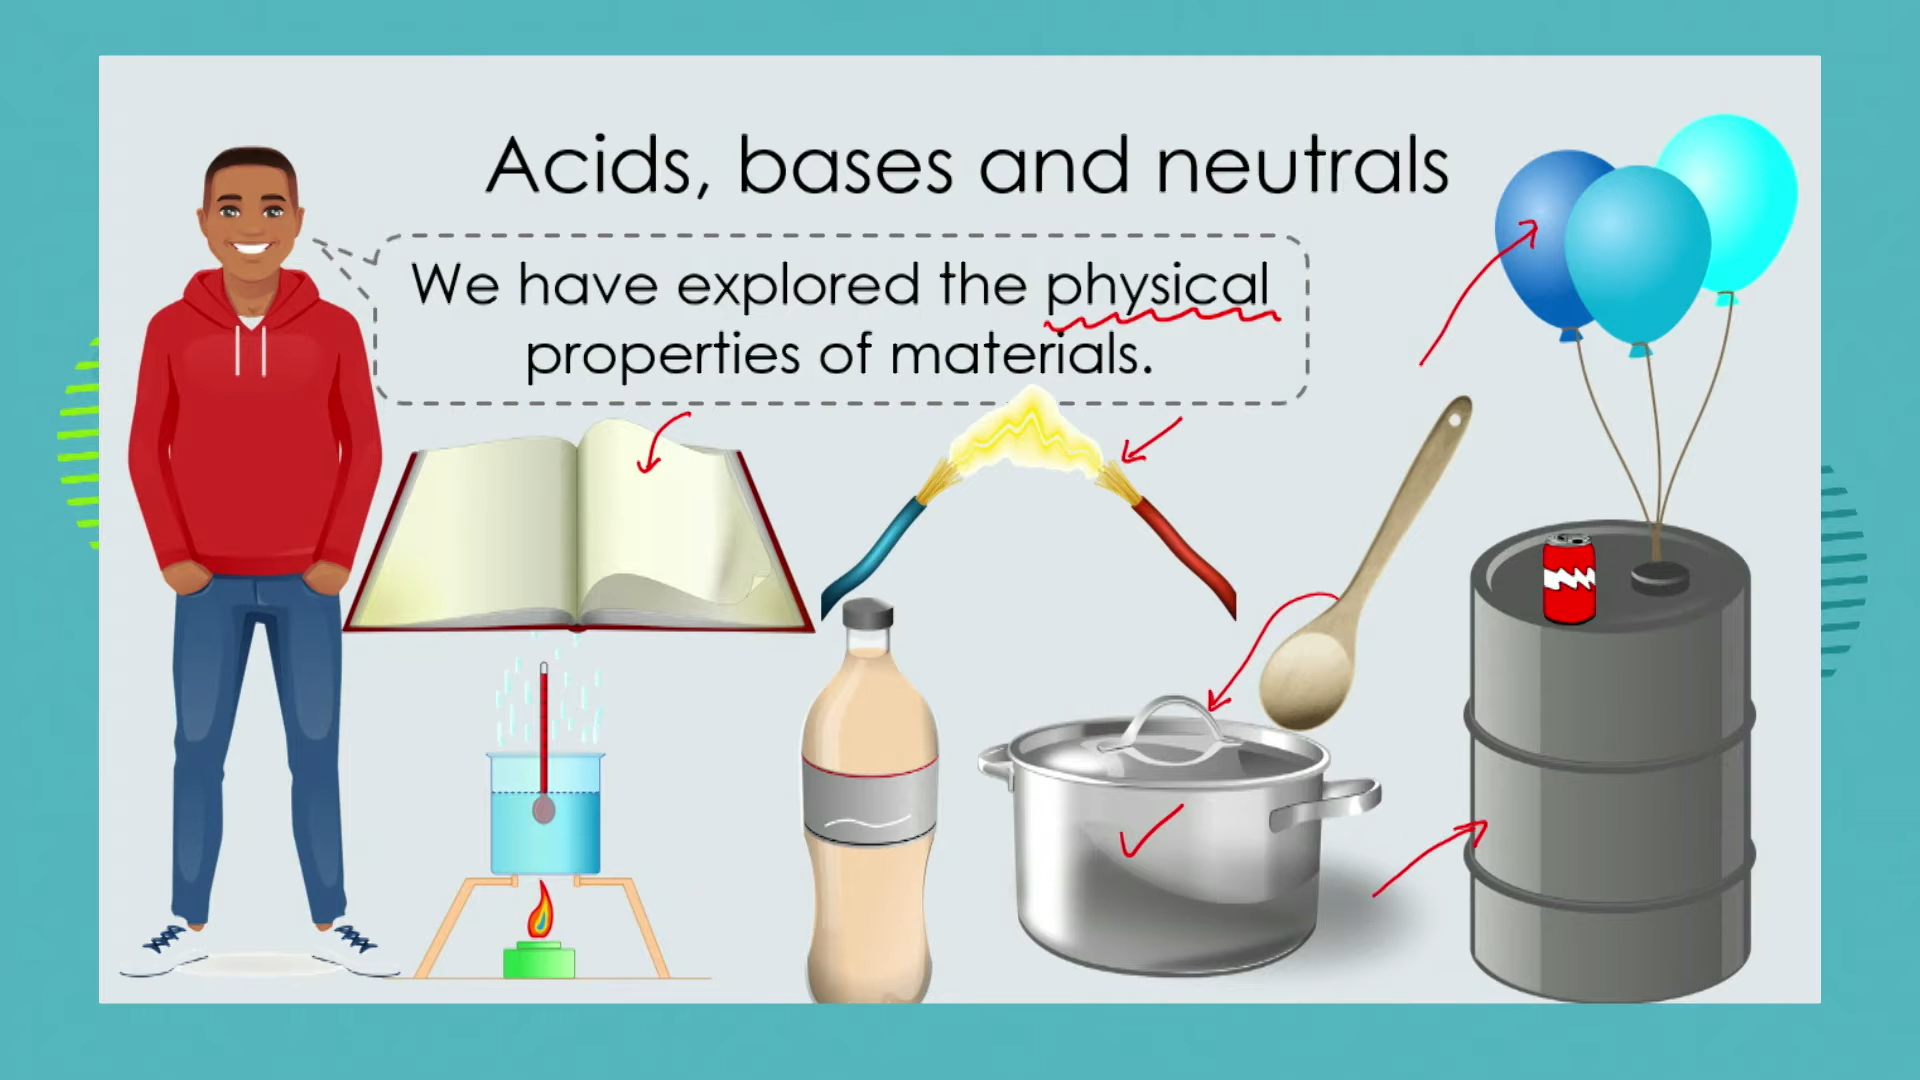 Acids, bases and neutrals
We have explored the physical
properties of materials.